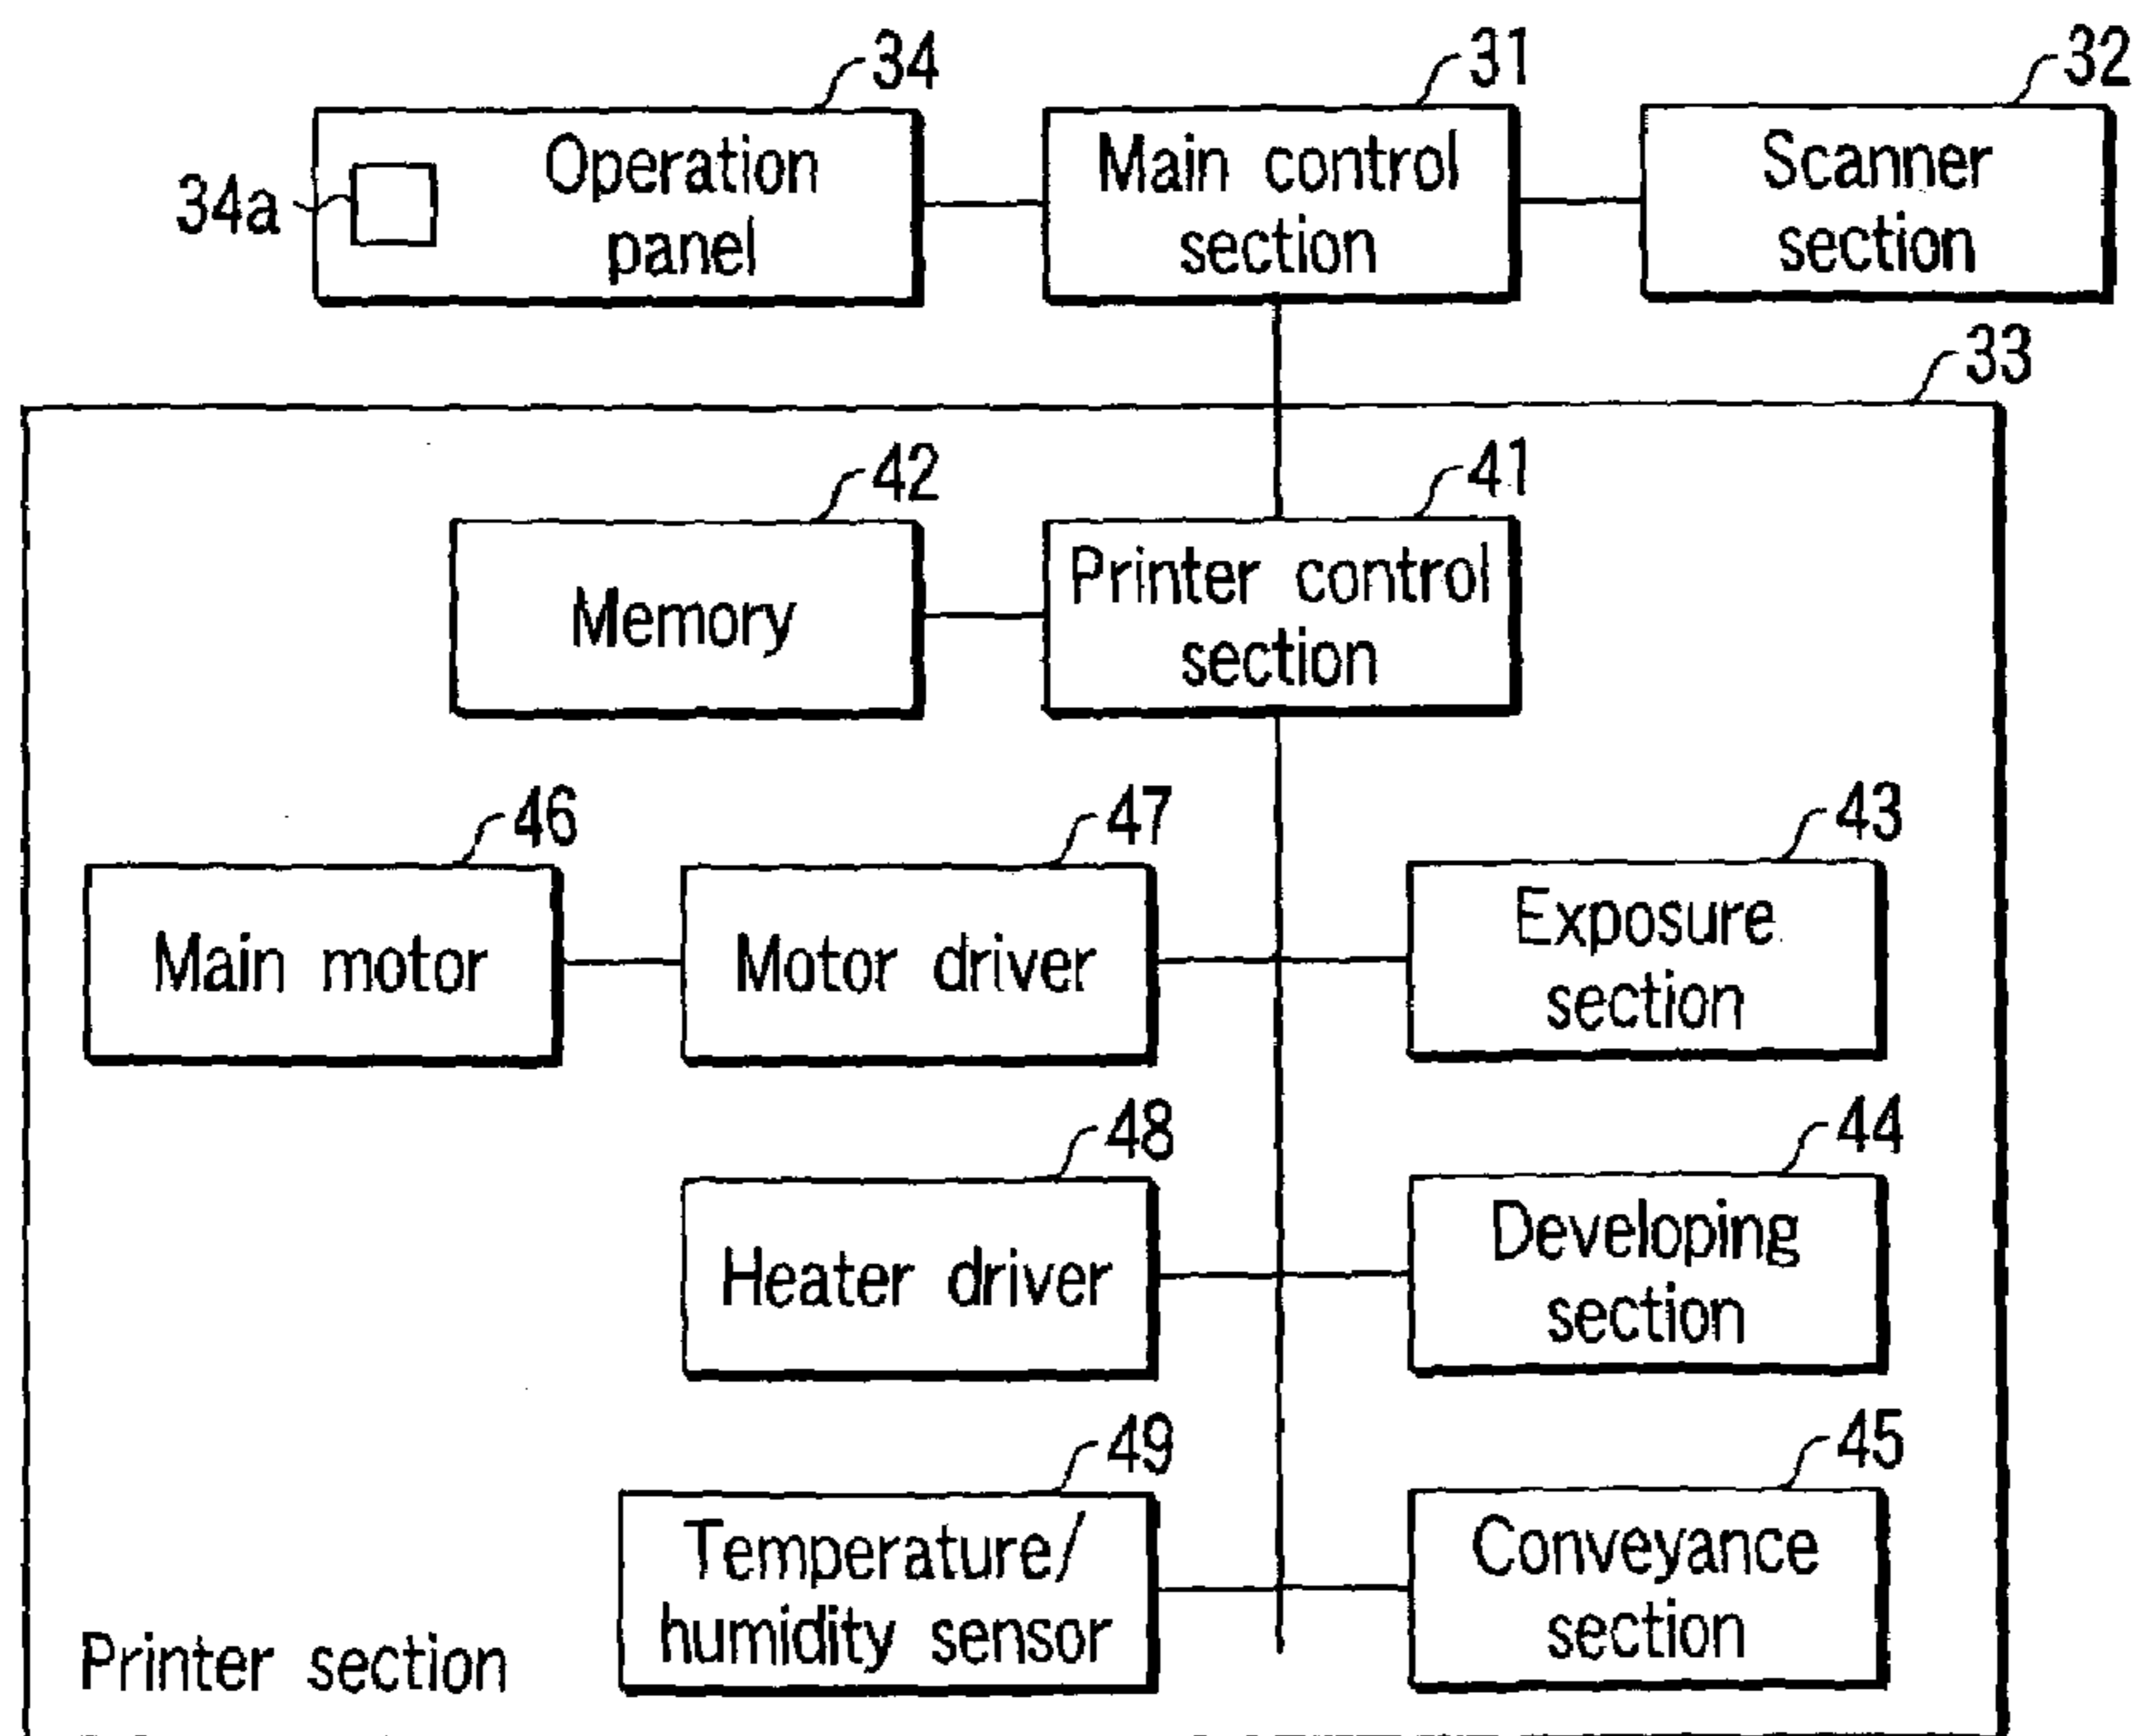 34
31
32
34a
Operation
panel
Main control
section
Scanner
section
33
42
41
Memory
Printer control
section
46
47
43
Main motor
Motor driver
Exposure
section
48
44
Heater driver
Developing
section
49
45
Temperature/
humidity sensor
Conveyance
section
Printer section